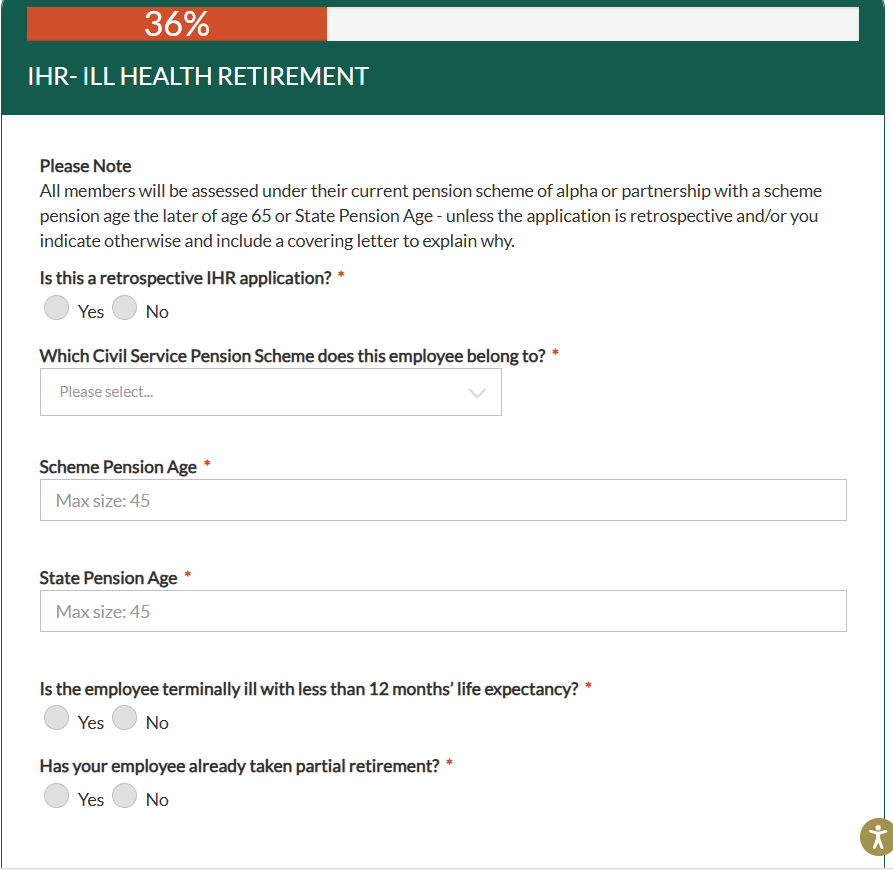 36%
IHR- ILL HEALTH RETIREMENT
Please Note
All members will be assessed under their current pension scheme of alpha or partnership with a scheme
pension age the later of age 65 or State Pension Age - unless the application is retrospective and/or you
indicate otherwise and include a covering letter to explain why.
Is this a retrospective IHR application? *
Yes No
Which Civil Service Pension Scheme does this employee belong to? *
Please select...
Scheme Pension Age *
Max size: 45
State Pension Age *
Max size: 45
Is the employee terminally ill with less than 12 months’ life expectancy? *
Yes No
Has your employee already taken partial retirement? *
Yes No